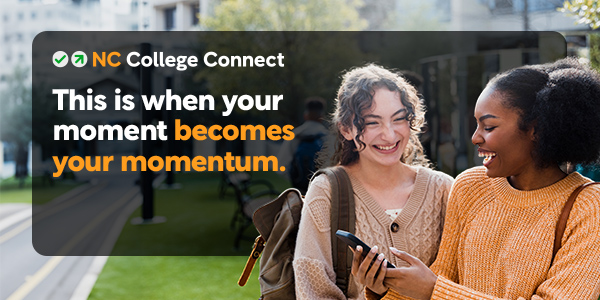 NC College Connect
This is when your
moment becomes
your momentum.